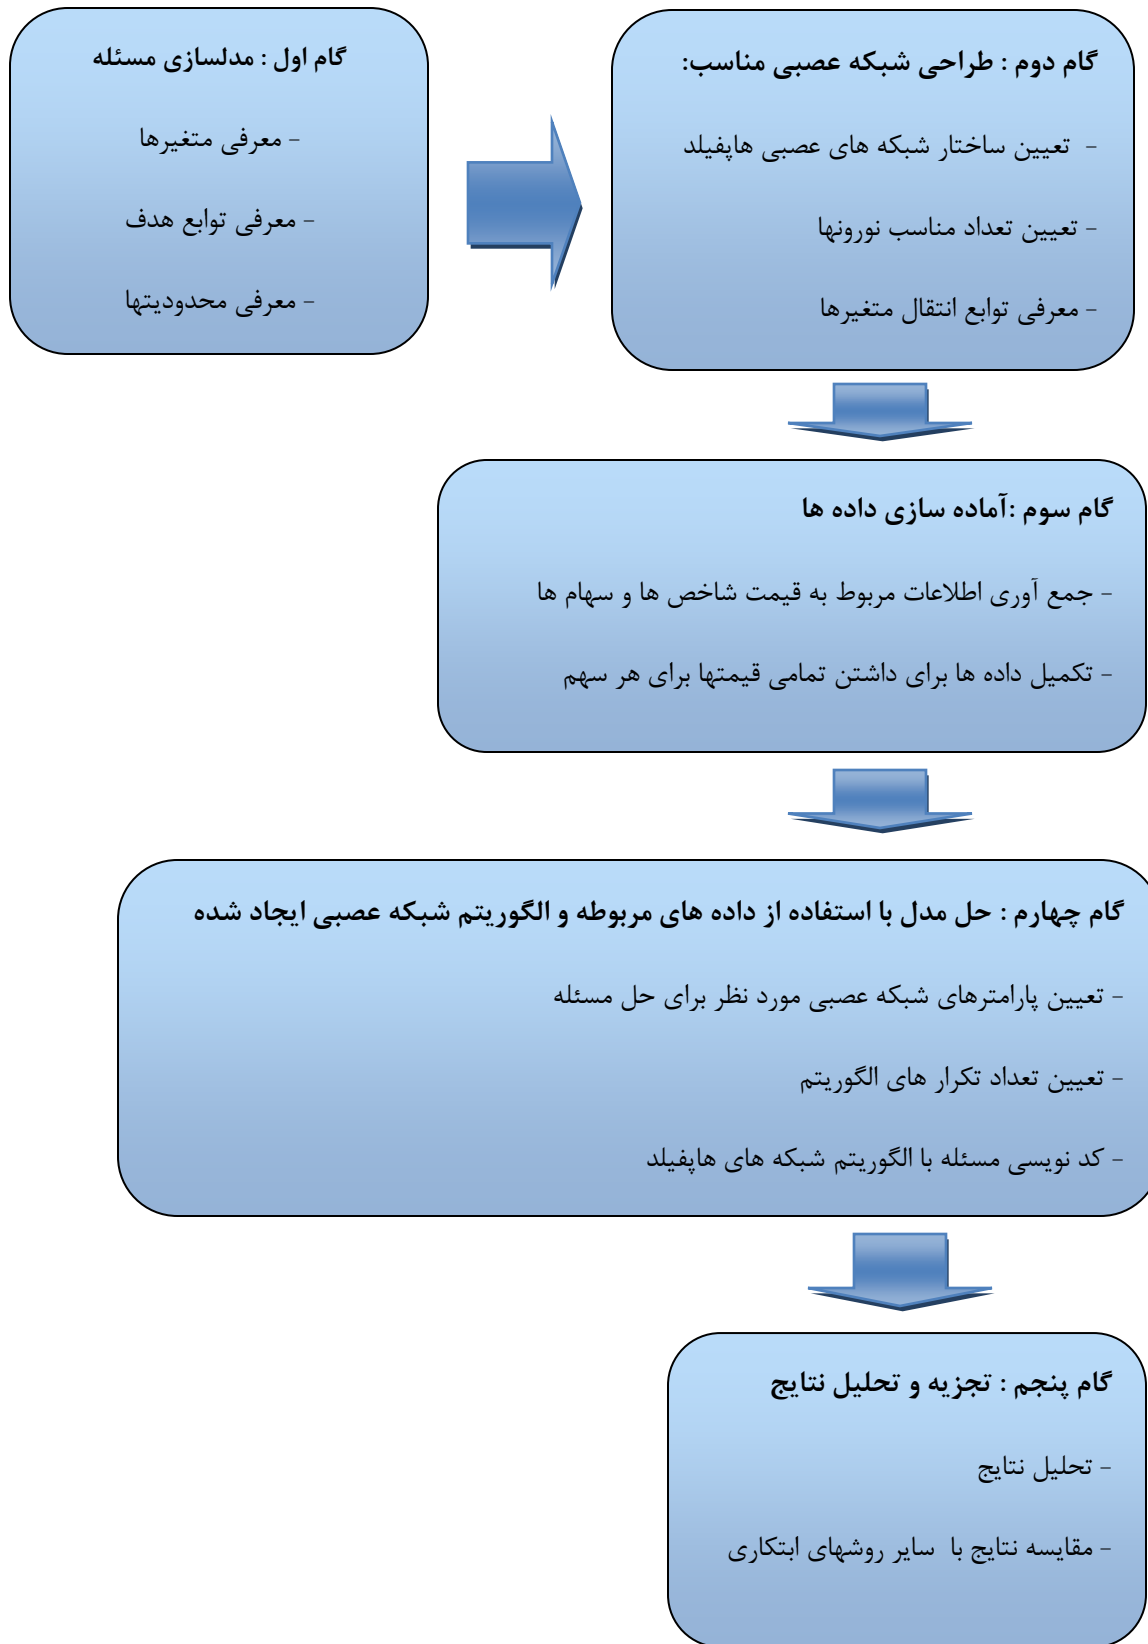 گام اول : مدلسازی مسئله
- معرفی متغیرها
- معرفی توابع هدف
- معرفی محدودیتها
گام دوم : طراحی شبکه عصبی مناسب:
- تعیین ساختار شبکه های عصبی هاپفیلد
- تعیین تعداد مناسب نورونها
- معرفی توابع انتقال متغیرها
گام سوم :آماده سازی داده ها
- جمع آوری اطلاعات مربوط به قیمت شاخص ها و سهام ها
- تکمیل داده ها برای داشتن تمامی قیمتها برای هر سهم
گام چهارم : حل مدل با استفاده از داده های مربوطه و الگوریتم شبکه عصبی ایجاد شده
- تعیین پارامترهای شبکه عصبی مورد نظر برای حل مسئله
- تعیین تعداد تکرار های الگوریتم
- کد نویسی مسئله با الگوریتم شبکه های هاپفیلد
گام پنجم : تجزیه و تحلیل نتایج
- تحلیل نتایج
- مقایسه نتایج با سایر روشهای ابتکاری